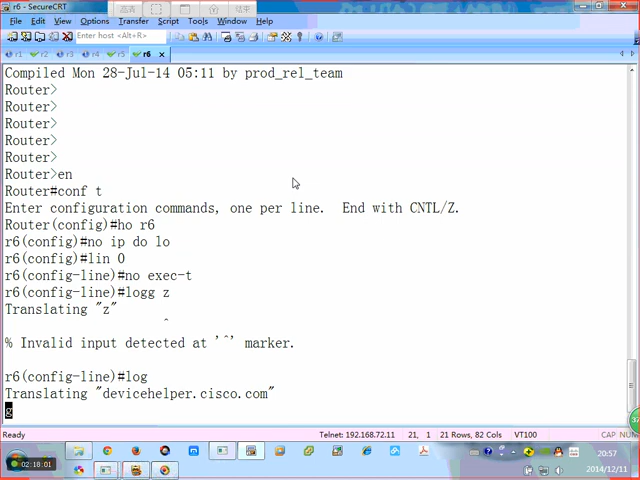 r6 - SecureCRT
File Edit View Options Transfer Script Tools Window Help
Enter host <Alt+R>
r1 r2 r3 r4 r5 r6
Compiled Mon 28-Jul-14 05:11 by prod_rel_team
Router>
Router>
Router>
Router>
Router>
Router>en
Router#conf t
Enter configuration commands, one per line.  End with CNTL/Z.
Router(config)#ho r6
r6(config)#no ip do lo
r6(config)#lin 0
r6(config-line)#no exec-t
r6(config-line)#logg z
Translating "z"
^
% Invalid input detected at '^' marker.
r6(config-line)#log
Translating "devicehelper.cisco.com"
g
Ready Telnet: 192.168.72.11 21, 1 21 Rows, 82 Cols VT100 CAP NUM
20:57
02:18:01
2014/12/11